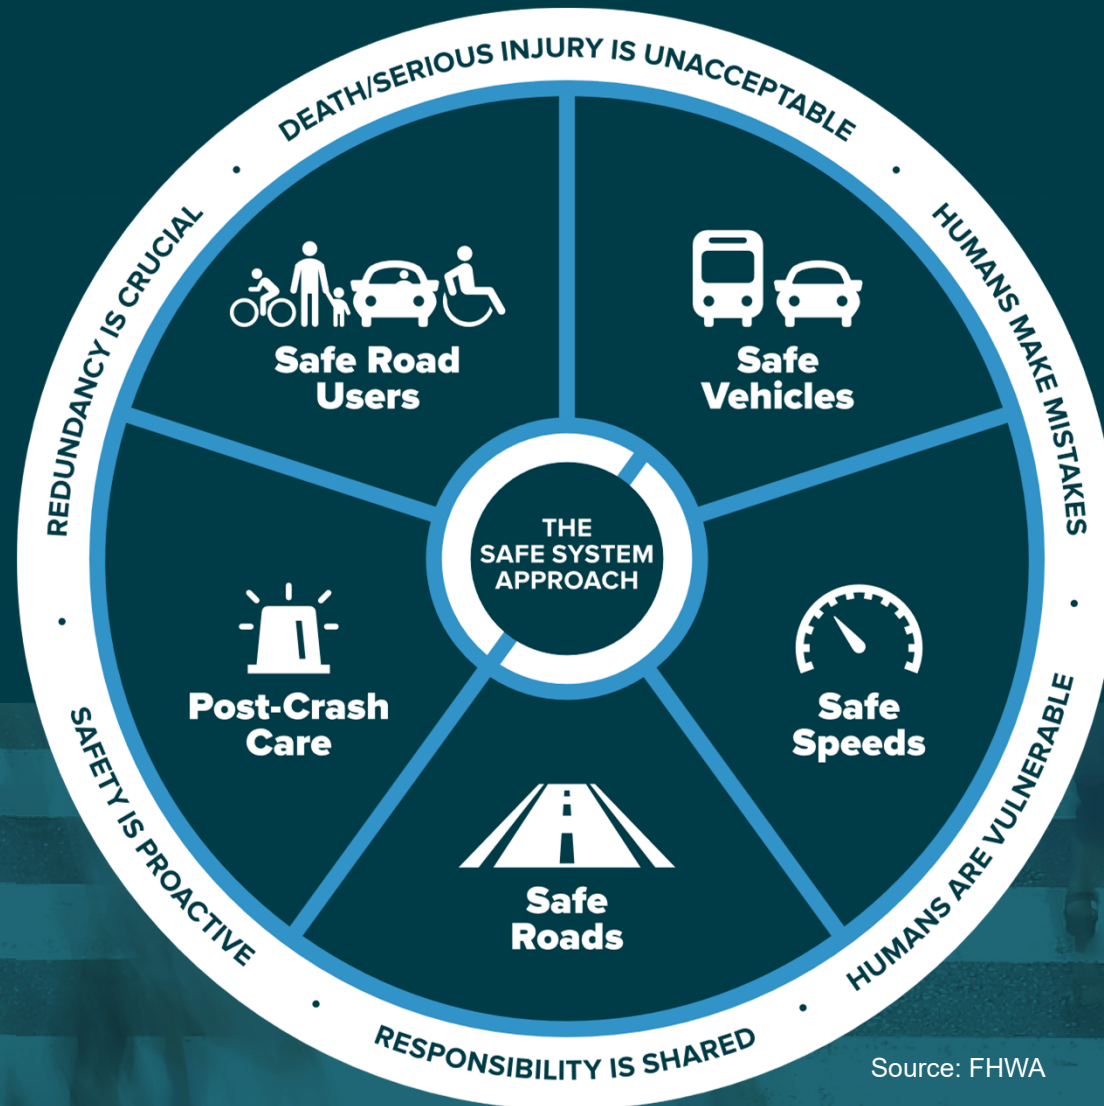 DEATH/SERIOUS INJURY IS UNACCEPTABLE
HUMANS MAKE MISTAKES
HUMANS ARE VULNERABLE
RESPONSIBILITY IS SHARED
SAFETY IS PROACTIVE
REDUNDANCY IS CRUCIAL
Safe Road
Users
Safe
Vehicles
THE
SAFE SYSTEM
APPROACH
Post-Crash
Care
Safe
Speeds
Safe
Roads
Source: FHWA